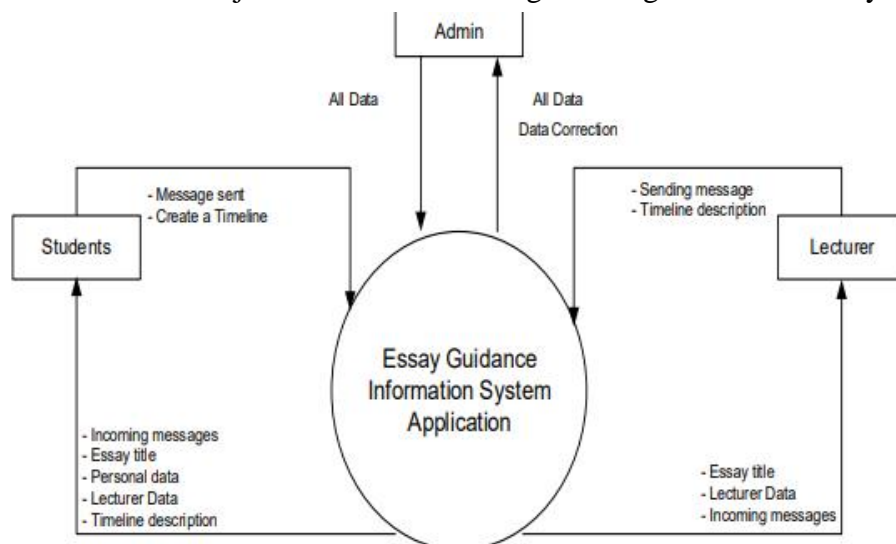 Admin
All Data
All Data
Data Correction
- Message sent
- Create a Timeline
- Sending message
- Timeline description
Students
Lecturer
Essay Guidance
Information System
Application
- Incoming messages
- Essay title
- Personal data
- Lecturer Data
- Timeline description
- Essay title
- Lecturer Data
- Incoming messages